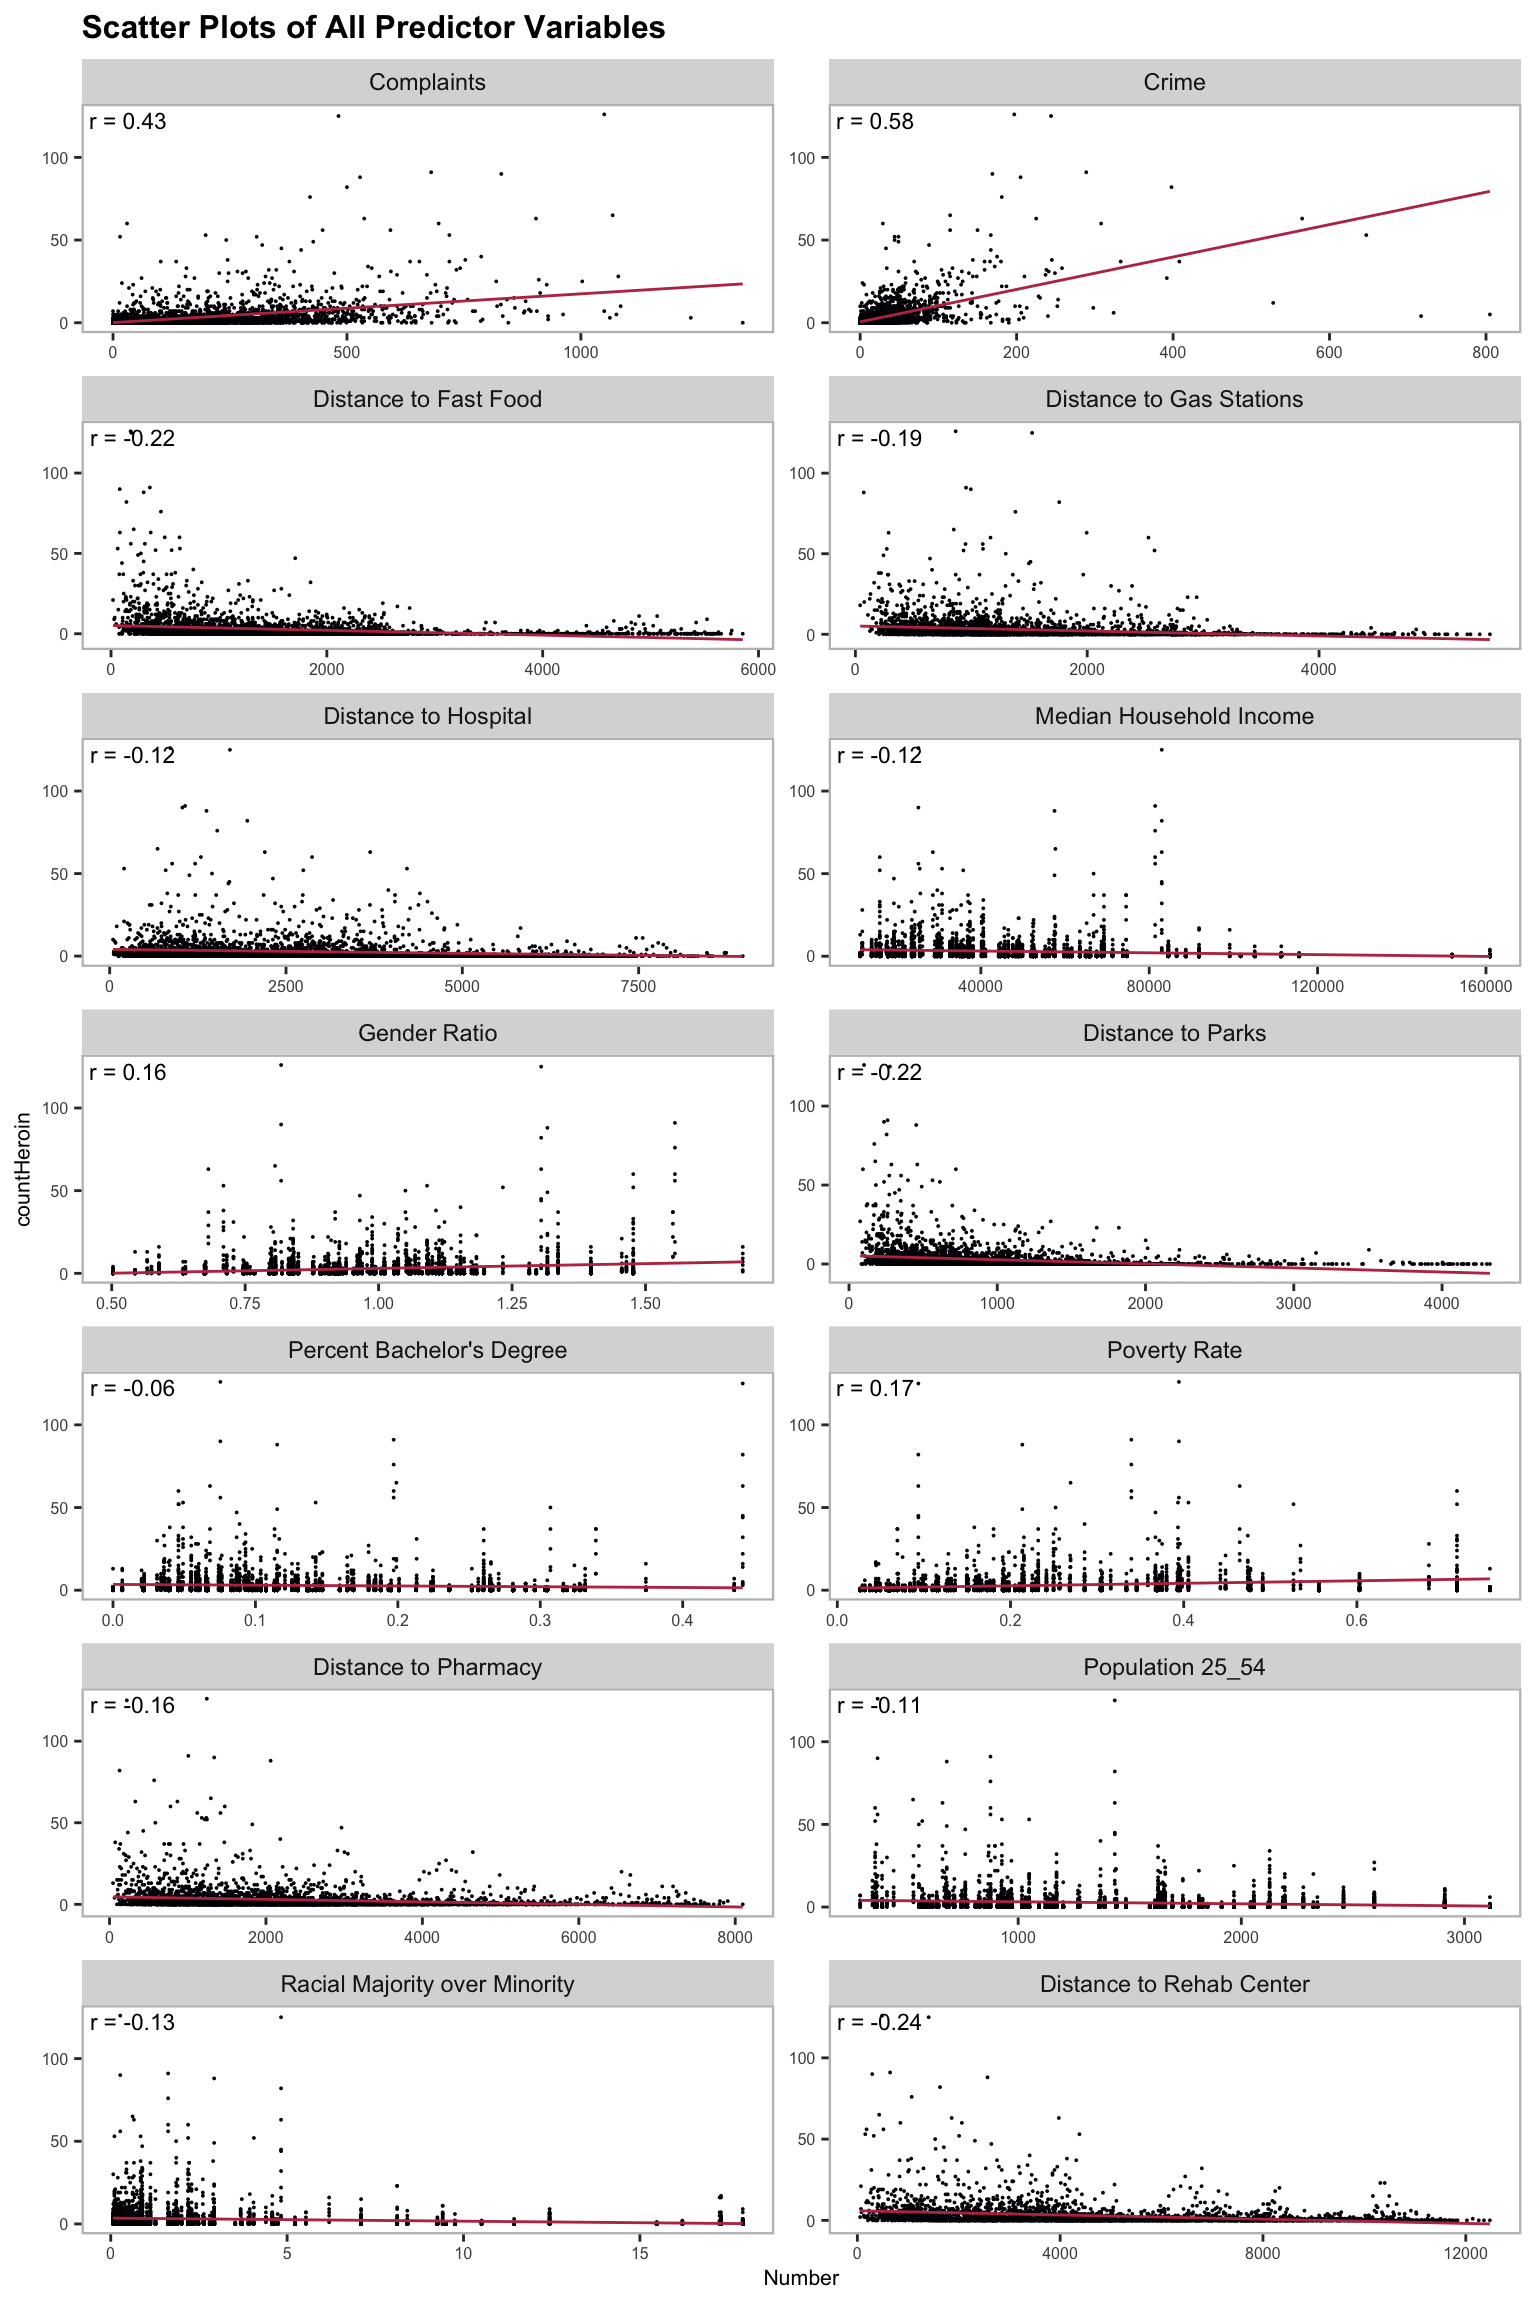 Scatter Plots of All Predictor Variables
Complaints
Crime
r = 0.43
r = 0.58
100
50
0
100
50
0
0 500 1000
0 200 400 600 800
Distance to Fast Food
Distance to Gas Stations
r = -0.22
r = -0.19
100
50
0
100
50
0
0 2000 4000 6000
0 2000 4000
Distance to Hospital
Median Household Income
r = -0.12
r = -0.12
100
50
0
100
50
0
0 2500 5000 7500
40000 80000 120000 160000
Gender Ratio
Distance to Parks
r = 0.16
r = -0.22
100
50
0
100
50
0
0.50 0.75 1.00 1.25 1.50
0 1000 2000 3000 4000
countHeroin
Percent Bachelor's Degree
Poverty Rate
r = -0.06
r = 0.17
100
50
0
100
50
0
0.0 0.1 0.2 0.3 0.4
0.0 0.2 0.4 0.6
Distance to Pharmacy
Population 25_54
r = -0.16
r = -0.11
100
50
0
100
50
0
0 2000 4000 6000 8000
1000 2000 3000
Racial Majority over Minority
Distance to Rehab Center
r = -0.13
r = -0.24
100
50
0
100
50
0
0 5 10 15
0 4000 8000 12000
Number